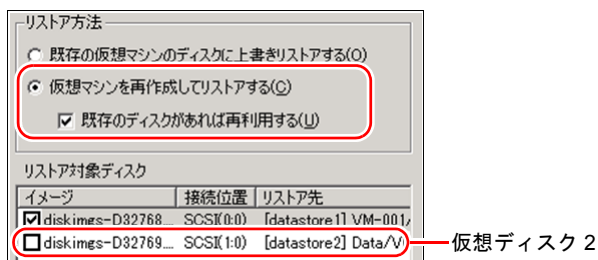 リストア方法
既存の仮想マシンのディスクに上書きリストアする(O)
仮想マシンを再作成してリストアする(C)
既存のディスクがあれば再利用する(U)
リストア対象ディスク
イメージ 接続位置 リストア先
diskimgs-D32768... SCSI(0:0) [datastore1] VM-001/
diskimgs-D32769... SCSI(1:0) [datastore2] Data/V
仮想ディスク 2